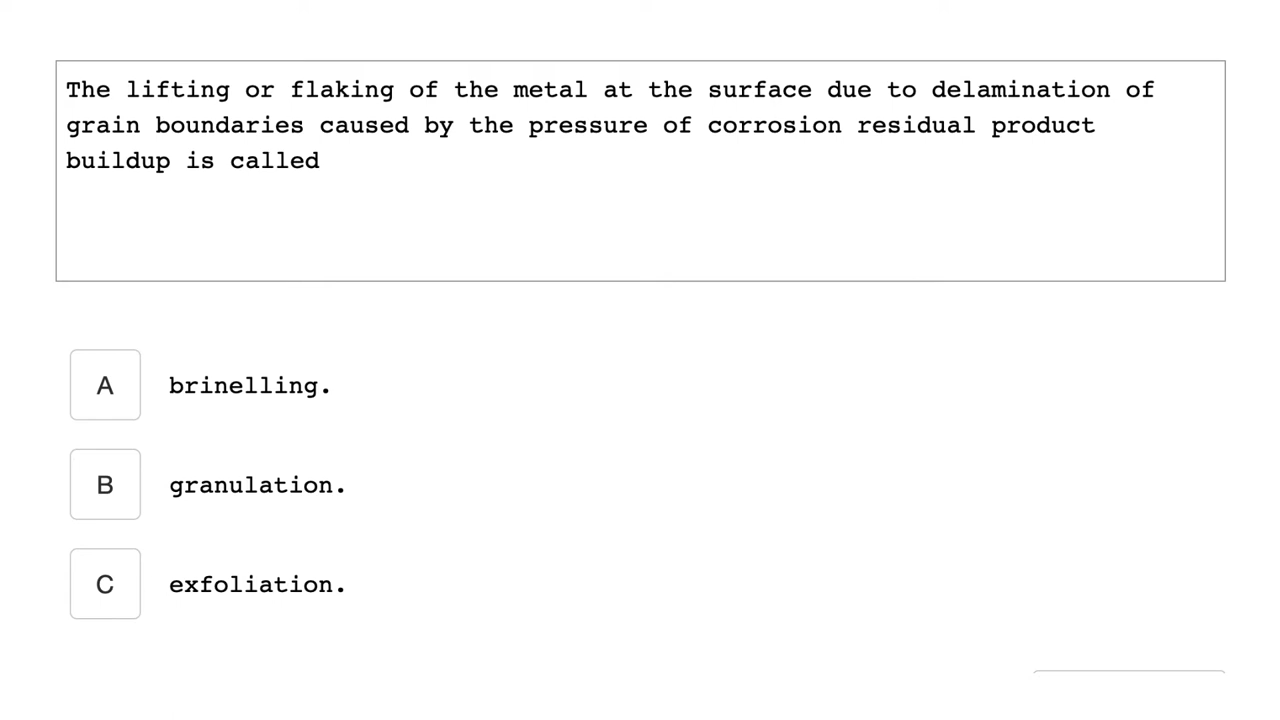 The lifting or flaking of the metal at the surface due to delamination of
grain boundaries caused by the pressure of corrosion residual product
buildup is called
A brinelling.
B granulation.
C exfoliation.